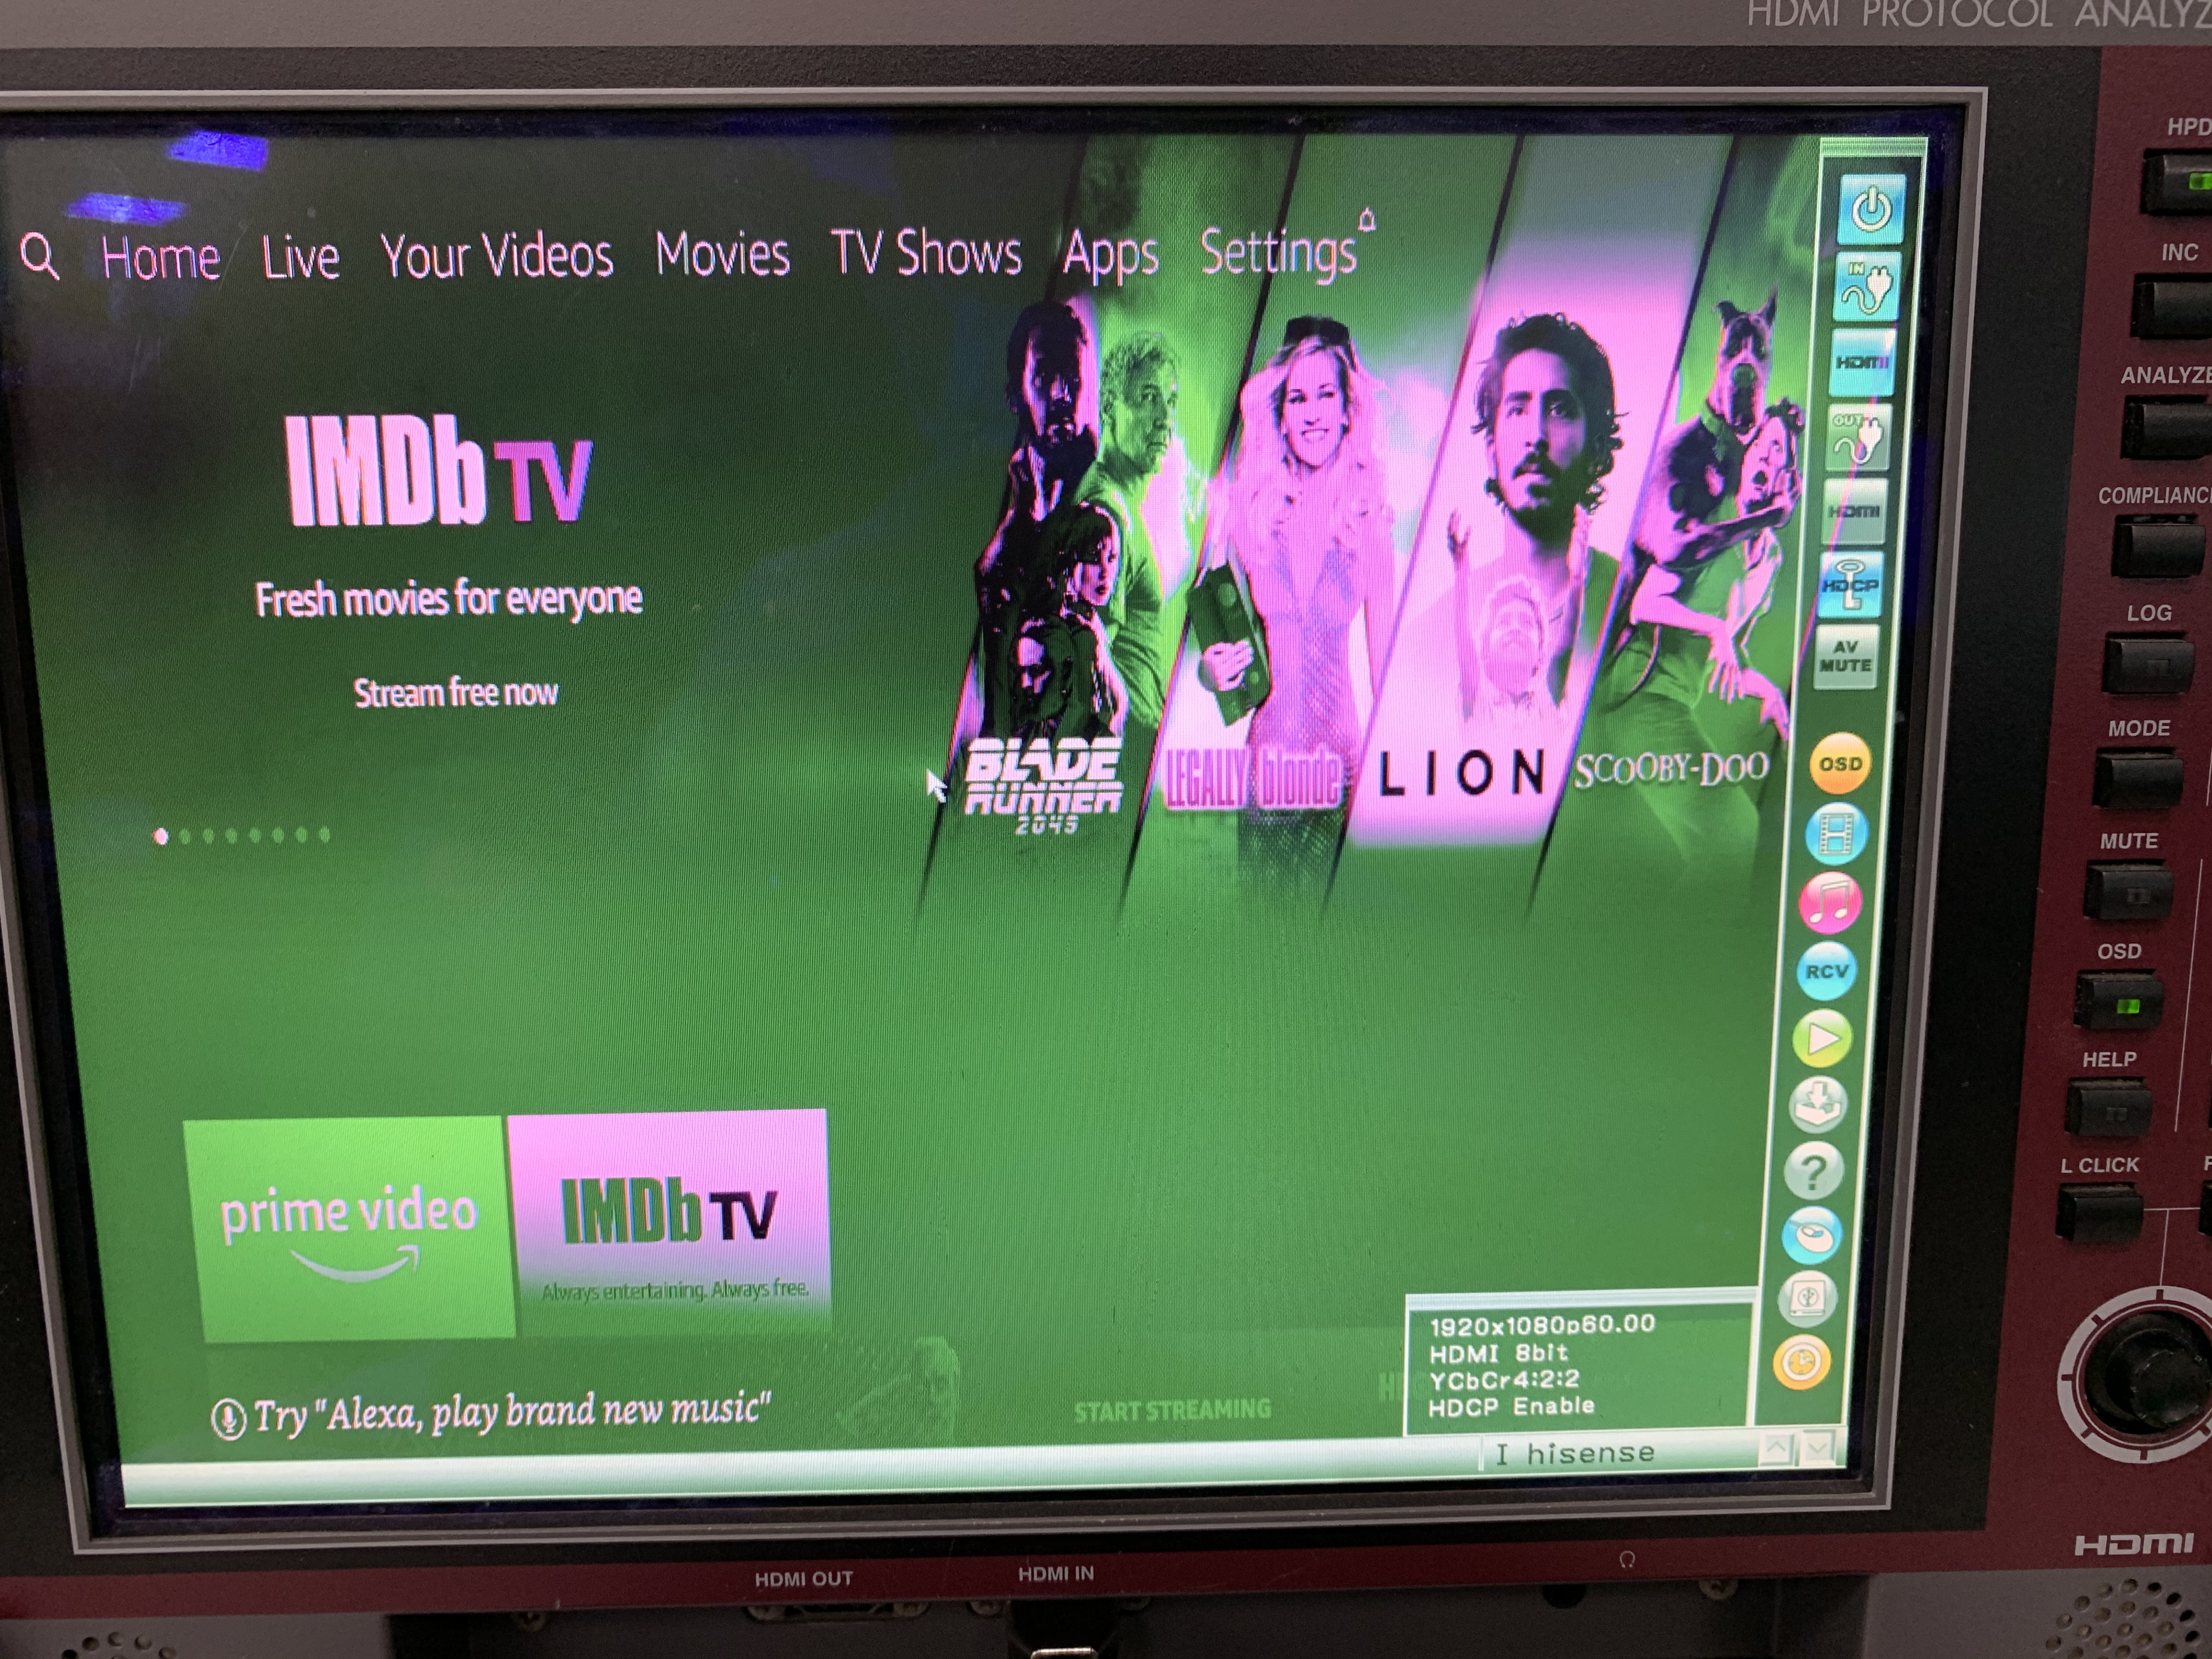 HDMI PROTOCOL
Home Live Your Videos Movies TV Shows Apps Settings
IMDb TV
Fresh movies for everyone
Stream free now
BLADE
RUNNER
2049
LEGALLY blonde
LION
SCOOBY-DOO
prime video
IMDb TV
Always entertaining. Always free.
Try "Alexa, play brand new music"
START STREAMING
1920x1080p60.00
HDMI 8bit
YCbCr4:2:2
HDCP Enable
I hisense
IN
HDMI
OUT
HDMI
HDCP
AV
MUTE
OSD
RCV
?
HPD
INC
ANALYZE
COMPLIANC
LOG
MODE
MUTE
OSD
HELP
L CLICK
HDMI
HDMI OUT
HDMI IN